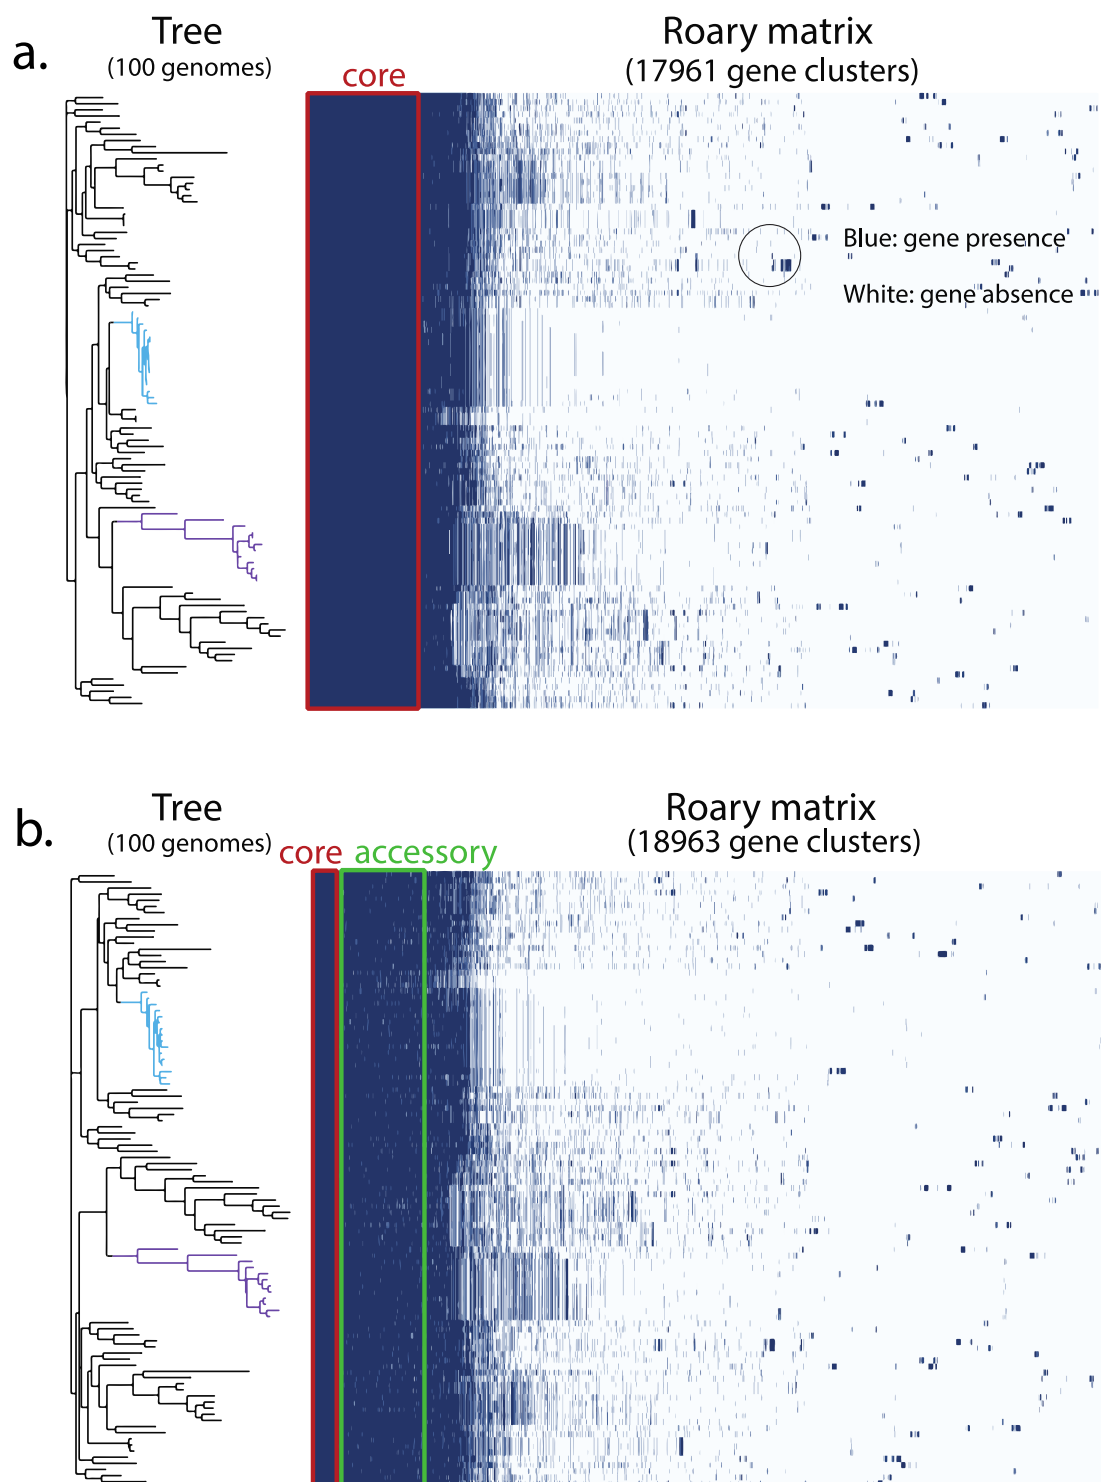 a.
Tree
(100 genomes)
core
Roary matrix
(17961 gene clusters)
Blue: gene presence
White: gene absence
b.
Tree
(100 genomes)
core accessory
Roary matrix
(18963 gene clusters)